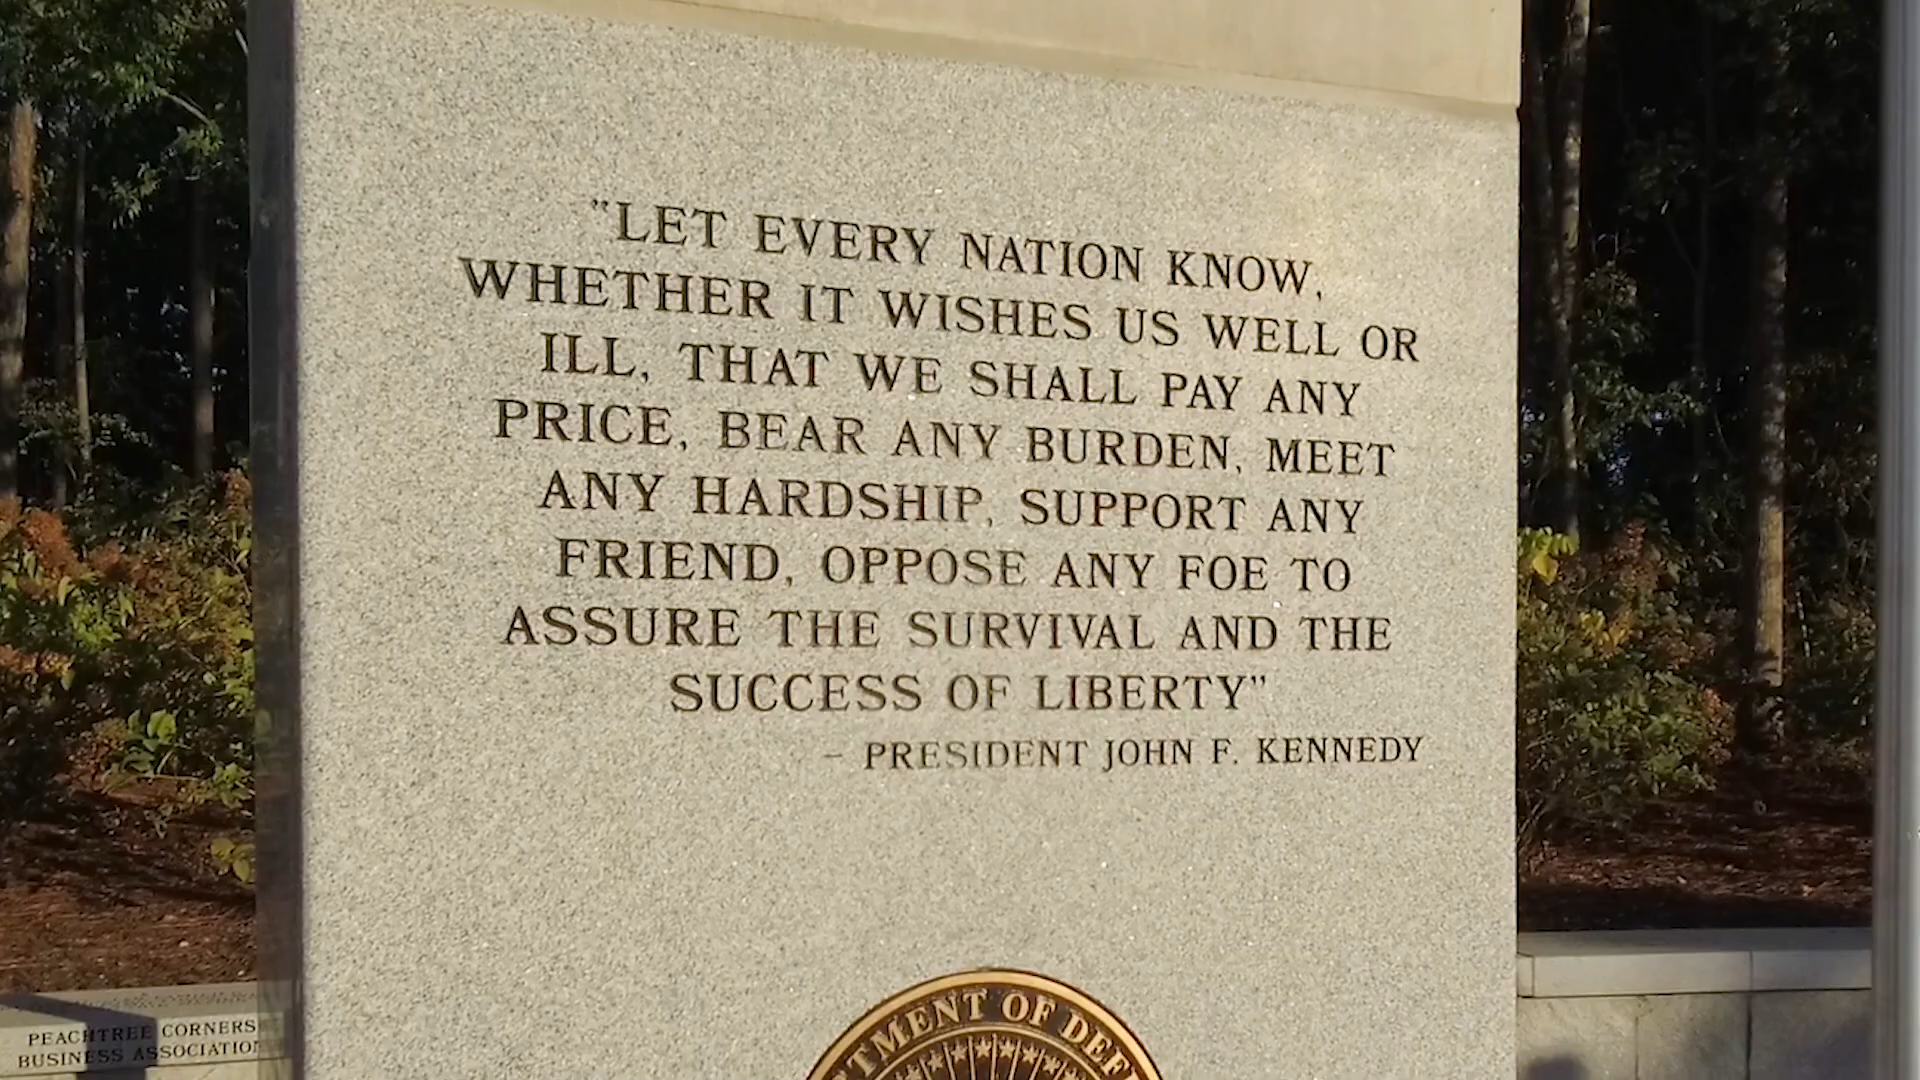 "LET EVERY NATION KNOW,
WHETHER IT WISHES US WELL OR
ILL, THAT WE SHALL PAY ANY
PRICE, BEAR ANY BURDEN, MEET
ANY HARDSHIP, SUPPORT ANY
FRIEND, OPPOSE ANY FOE TO
ASSURE THE SURVIVAL AND THE
SUCCESS OF LIBERTY"
– PRESIDENT JOHN F. KENNEDY
OF
PEACHTREE CORNERS
BUSINESS ASSOCIATION